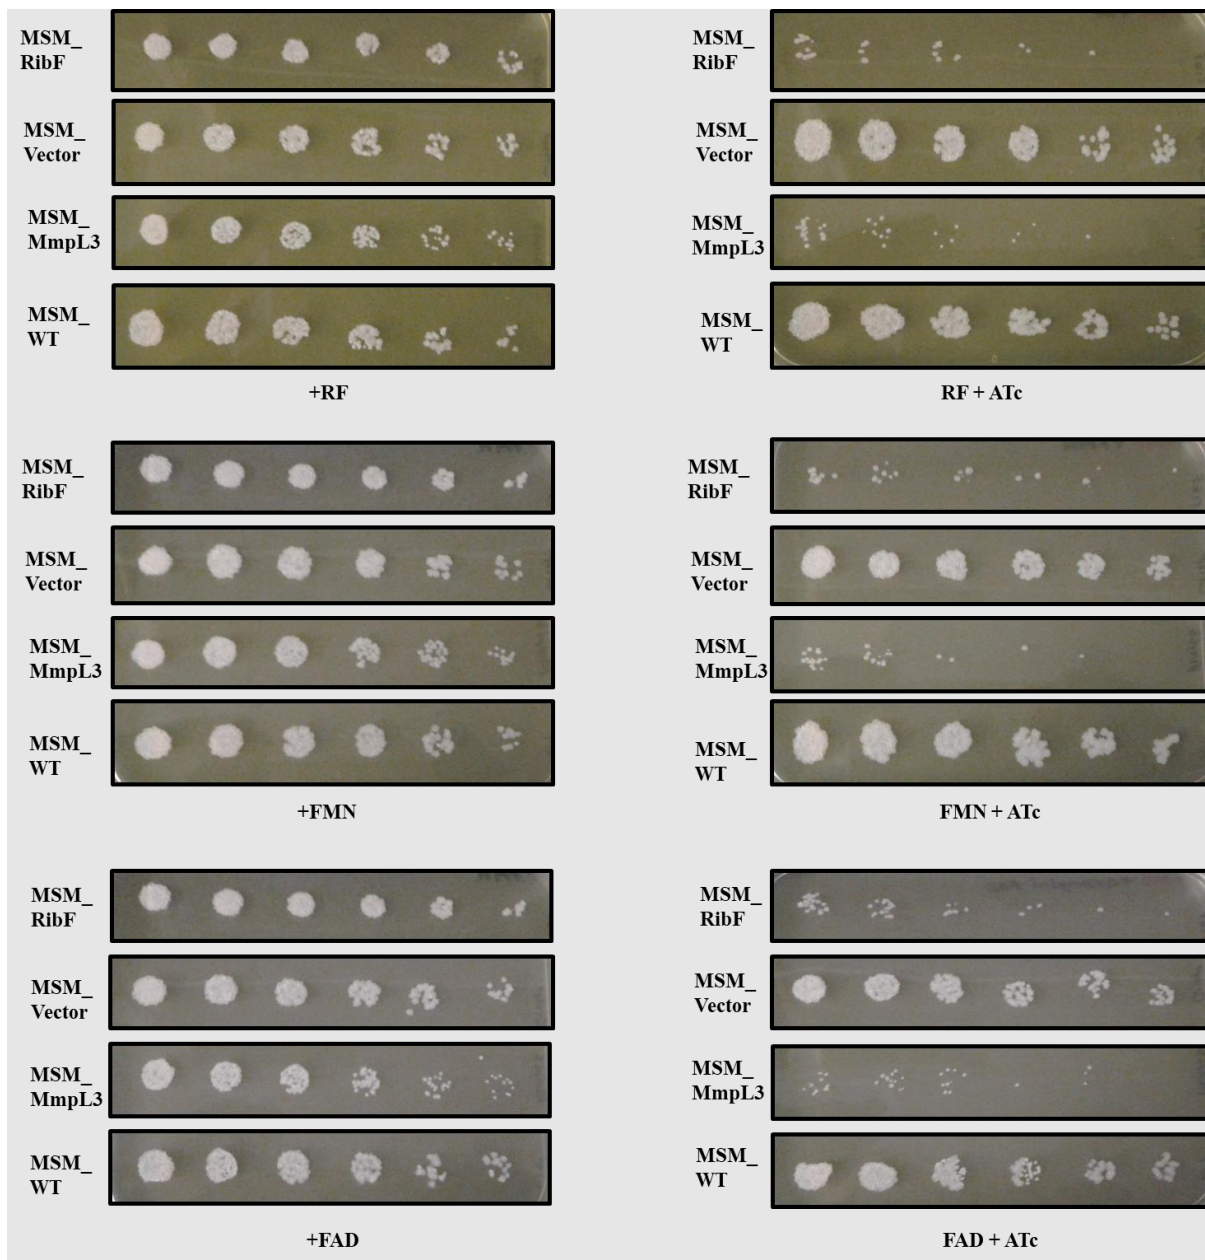 MSM_
RibF
MSM_
Vector
MSM_
MmpL3
MSM_
WT
+RF
MSM_
RibF
MSM_
Vector
MSM_
MmpL3
MSM_
WT
RF + ATc
MSM_
RibF
MSM_
Vector
MSM_
MmpL3
MSM_
WT
+FMN
MSM_
RibF
MSM_
Vector
MSM_
MmpL3
MSM_
WT
FMN + ATc
MSM_
RibF
MSM_
Vector
MSM_
MmpL3
MSM_
WT
+FAD
MSM_
RibF
MSM_
Vector
MSM_
MmpL3
MSM_
WT
FAD + ATc